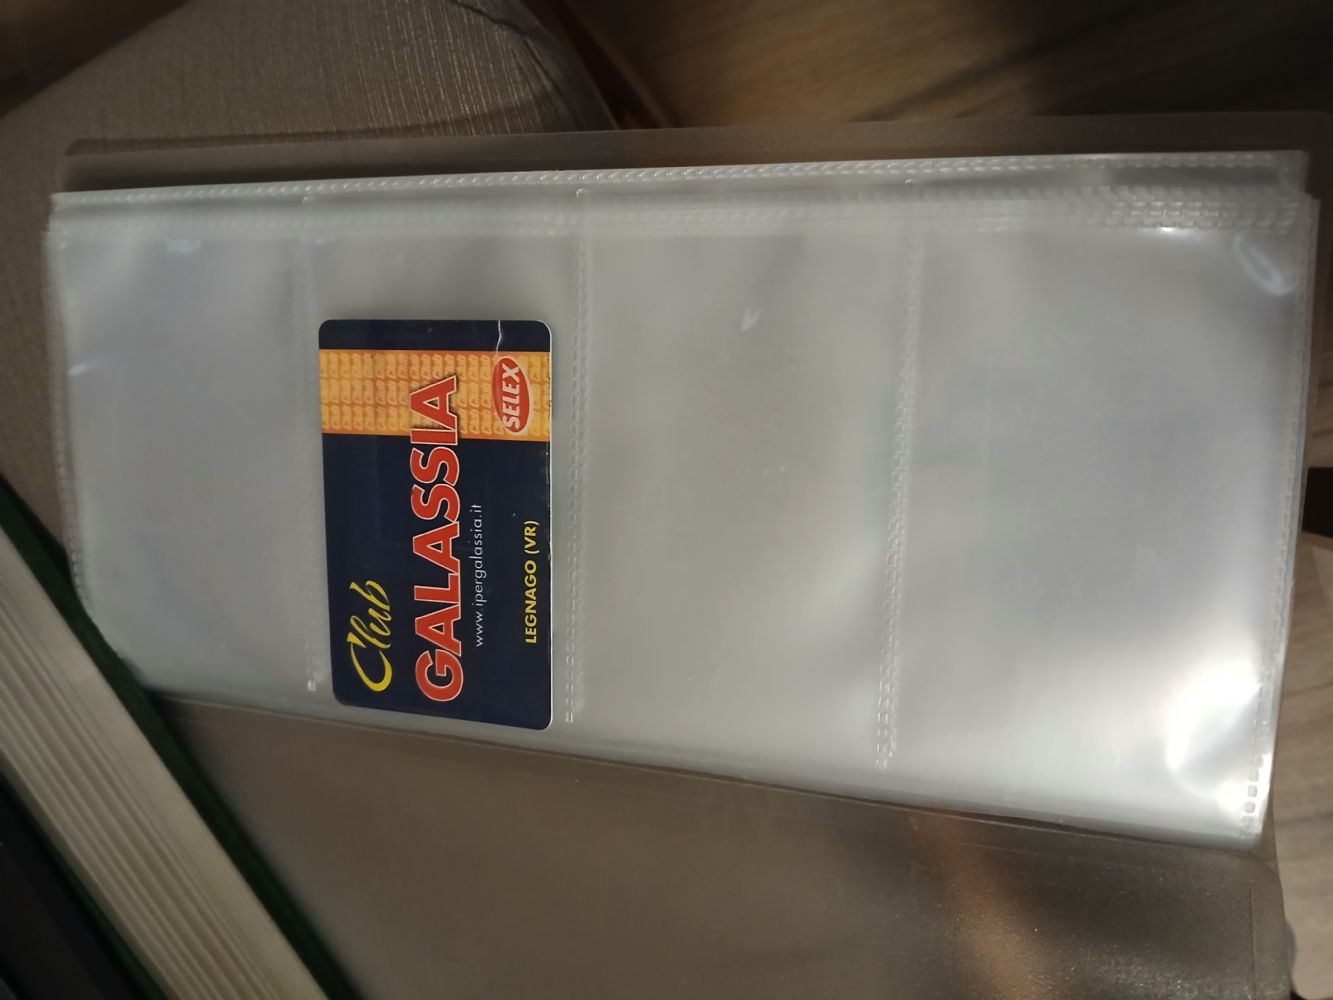 Club
GALASSIA
SELEX
www.ipergalassia.it
LEGNAGO (VR)